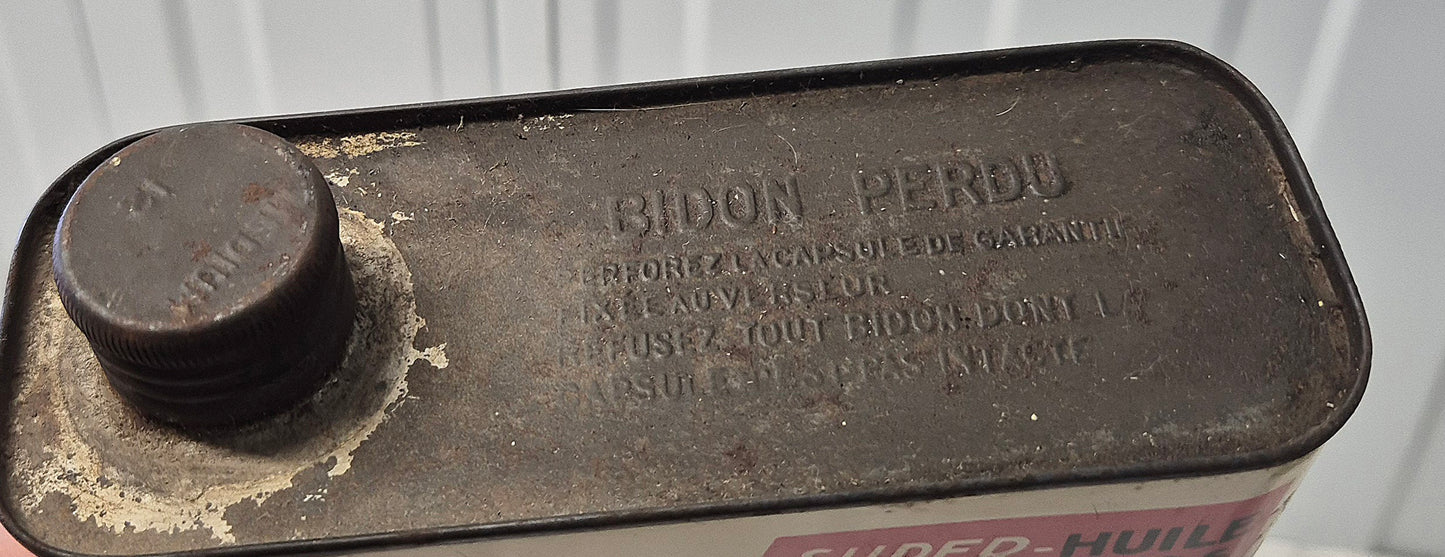 BIDON PERDU
PERFOREZ LA CAPSULE DE GARANTIE
FIXÉE AU VERSEUR
REFUSEZ TOUT BIDON DONT LA
CAPSULE N'EST PAS INTACTE
SUPER-HUILE